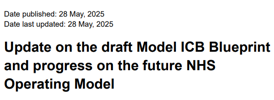 Date published: 28 May, 2025
Date last updated: 28 May, 2025
Update on the draft Model ICB Blueprint
and progress on the future NHS
Operating Model